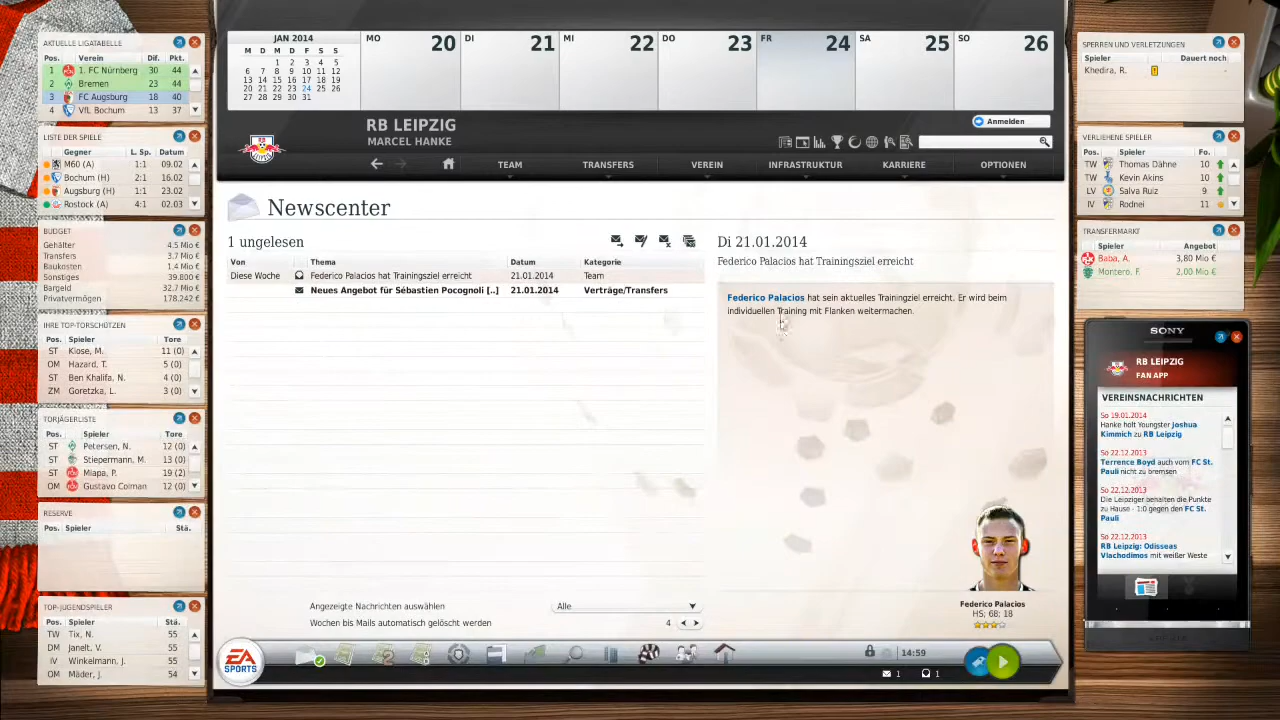 AKTUELLE LIGATABELLE
Pos. Verein Dif. Pkt.
1 1. FC Nürnberg 30 44
2 Bremen 23 44
3 FC Augsburg 18 40
4 VfL Bochum 13 37
LISTE DER SPIELE
Gegner L. Sp. Datum
M60 (A) 1:1 09.02
Bochum (H) 2:1 16.02
Augsburg (H) 1:1 23.02
Rostock (A) 4:1 02.03
BUDGET
Gehälter 4.5 Mio €
Transfers 3.7 Mio €
Baukosten 1.4 Mio €
Sonstiges 39.800 €
Bargeld 32.7 Mio €
Privatvermögen 178.242 €
IHRE TOP-TORSCHÜTZEN
Pos. Spieler Tore
ST Klose, M. 11 (0)
OM Hazard, T. 5 (0)
ST Ben Khalifa, N. 4 (0)
ZM Goretzka, L. 3 (0)
TORJÄGERLISTE
Pos. Spieler Tore
ST Petersen, N. 12 (0)
ST Stiepermann, M. 13 (0)
ST Mlapa, P. 19 (2)
OM Gustavo Colman 12 (0)
RESERVE
Pos. Spieler Stä.
TOP-JUGENDSPIELER
Pos. Spieler Stä.
TW Tix, N. 55
DM Janelt, V. 55
IV Winkelmann, J. 55
OM Mäder, J. 54
JAN 2014
M D M D F S S
1 2 3 4 5
6 7 8 9 10 11 12
13 14 15 16 17 18 19
20 21 22 23 24 25 26
27 28 29 30 31
MO 20 DI 21 MI 22 DO 23 FR 24 SA 25 SO 26
RB LEIPZIG
MARCEL HANKE
Anmelden
TEAM TRANSFERS VEREIN INFRASTRUKTUR KARRIERE OPTIONEN
Newscenter
1 ungelesen
Von Thema Datum Kategorie
Diese Woche Federico Palacios hat Trainingsziel erreicht 21.01.2014 Team
Neues Angebot für Sébastien Pocognoli [..] 21.01.2014 Verträge/Transfers
Di 21.01.2014
Federico Palacios hat Trainingsziel erreicht
Federico Palacios hat sein aktuelles Trainingziel erreicht. Er wird beim
individuellen Training mit Flanken weitermachen.
Federico Palacios
HS; 68; 18
Angezeigte Nachrichten auswählen Alle
Wochen bis Mails automatisch gelöscht werden 4
EA
SPORTS
14:59
1 1
SPERREN UND VERLETZUNGEN
Spieler Dauert noch
Khedira, R. -
VERLIEHENE SPIELER
Pos. Spieler Fo.
TW Thomas Dähne 10
TW Kevin Akins 10
LV Salva Ruiz 9
IV Rodnei 11
TRANSFERMARKT
Spieler Angebot
Baba, A. 3,80 Mio €
Montero, F. 2,00 Mio €
SONY
RB LEIPZIG
FAN APP
VEREINSNACHRICHTEN
So 19.01.2014
Hanke holt Youngster Joshua
Kimmich zu RB Leipzig
So 22.12.2013
Terrence Boyd auch vom FC St.
Pauli nicht zu bremsen
So 22.12.2013
Die Leipziger behalten die Punkte
zu Hause - 1:0 gegen den FC St.
Pauli
So 22.12.2013
RB Leipzig: Odisseas
Vlachodimos mit weißer Weste